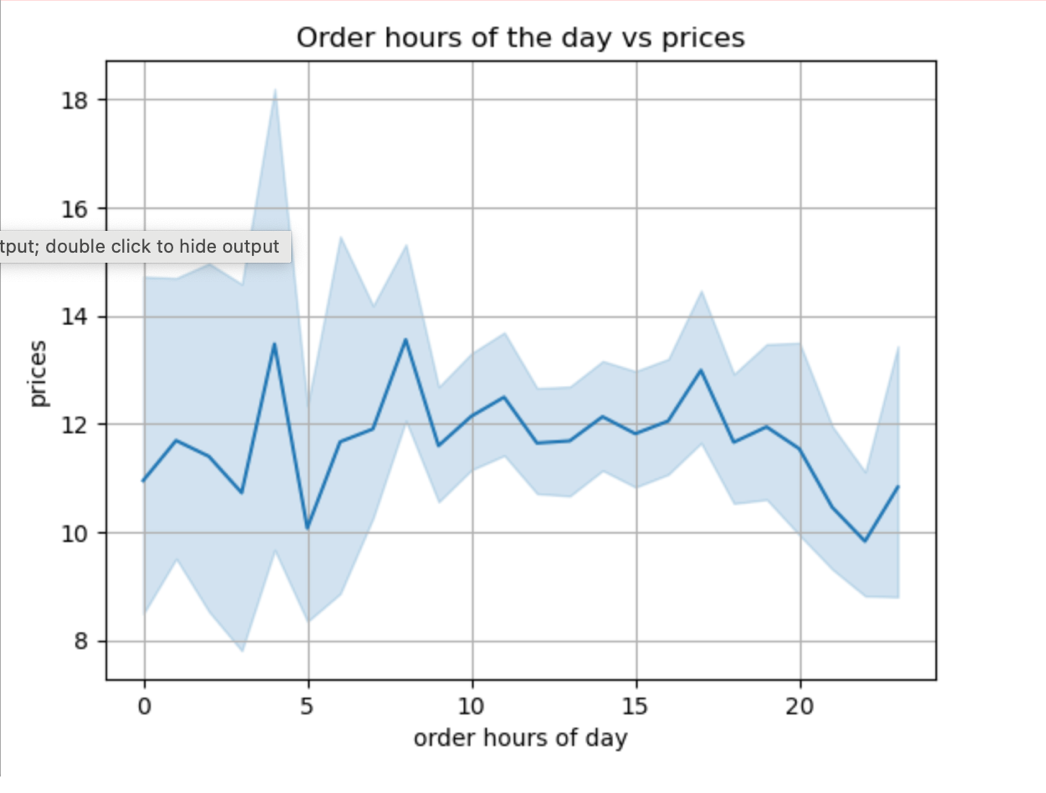 Order hours of the day vs prices
18
16
tput; double click to hide output
14
prices
12
10
8
0 5 10 15 20
order hours of day